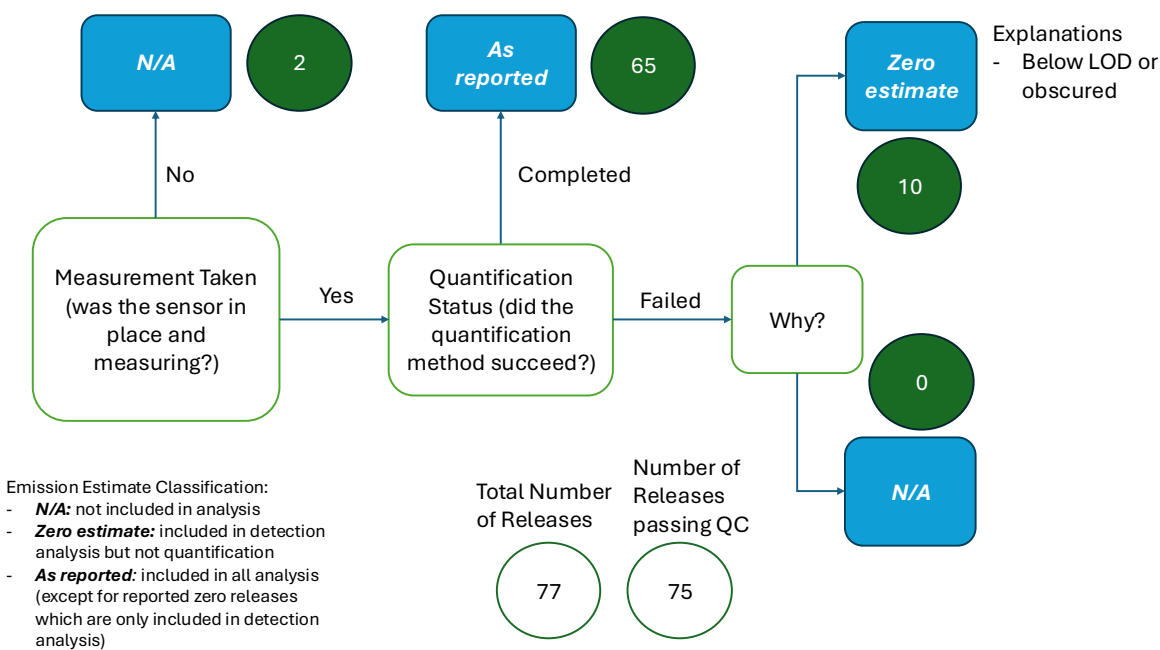 N/A
2
As
reported
65
Zero
estimate
Explanations
- Below LOD or
obscured
10
No
Completed
Measurement Taken
(was the sensor in
place and
measuring?)
Yes
Quantification
Status (did the
quantification
method succeed?)
Failed
Why?
0
N/A
Emission Estimate Classification:
- N/A: not included in analysis
- Zero estimate: included in detection
analysis but not quantification
- As reported: included in all analysis
(except for reported zero releases
which are only included in detection
analysis)
Total Number
of Releases
77
Number of
Releases
passing QC
75